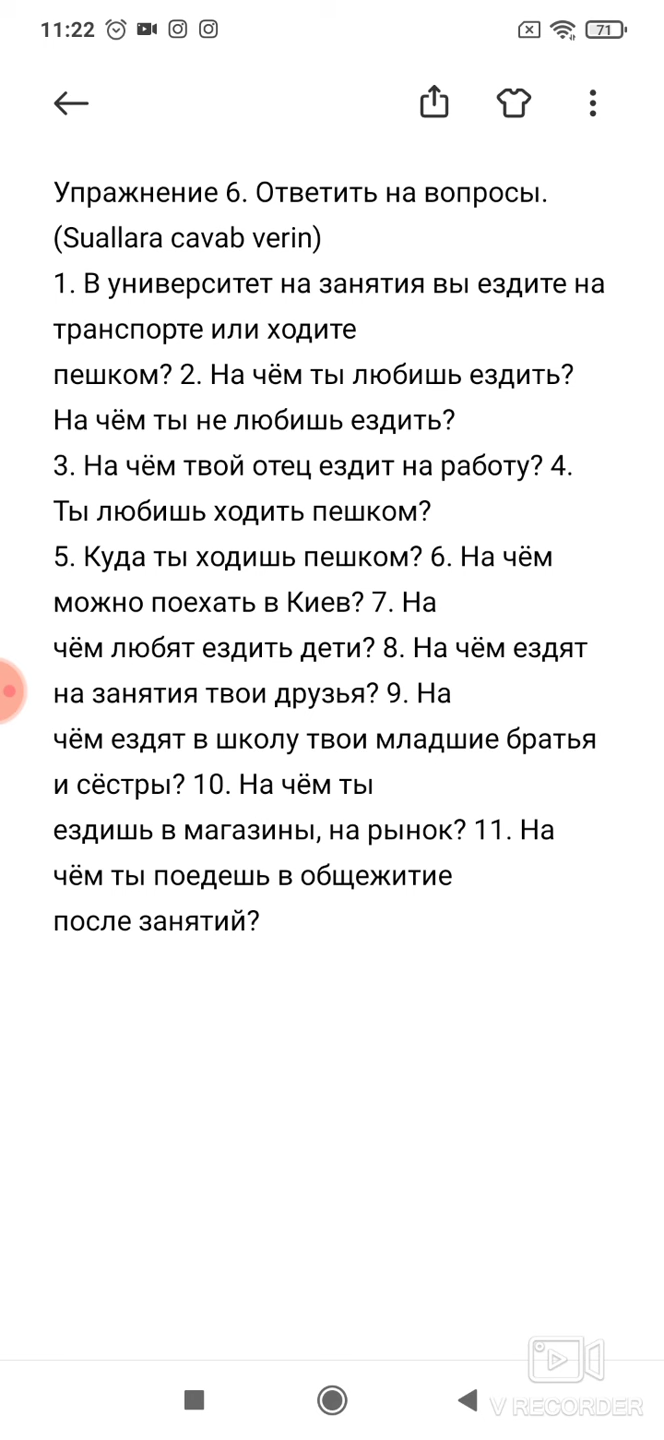 11:22
71
Упражнение 6. Ответить на вопросы.
(Suallara cavab verin)
1. В университет на занятия вы ездите на
транспорте или ходите
пешком? 2. На чём ты любишь ездить?
На чём ты не любишь ездить?
3. На чём твой отец ездит на работу? 4.
Ты любишь ходить пешком?
5. Куда ты ходишь пешком? 6. На чём
можно поехать в Киев? 7. На
чём любят ездить дети? 8. На чём ездят
на занятия твои друзья? 9. На
чём ездят в школу твои младшие братья
и сёстры? 10. На чём ты
ездишь в магазины, на рынок? 11. На
чём ты поедешь в общежитие
после занятий?
V RECORDER